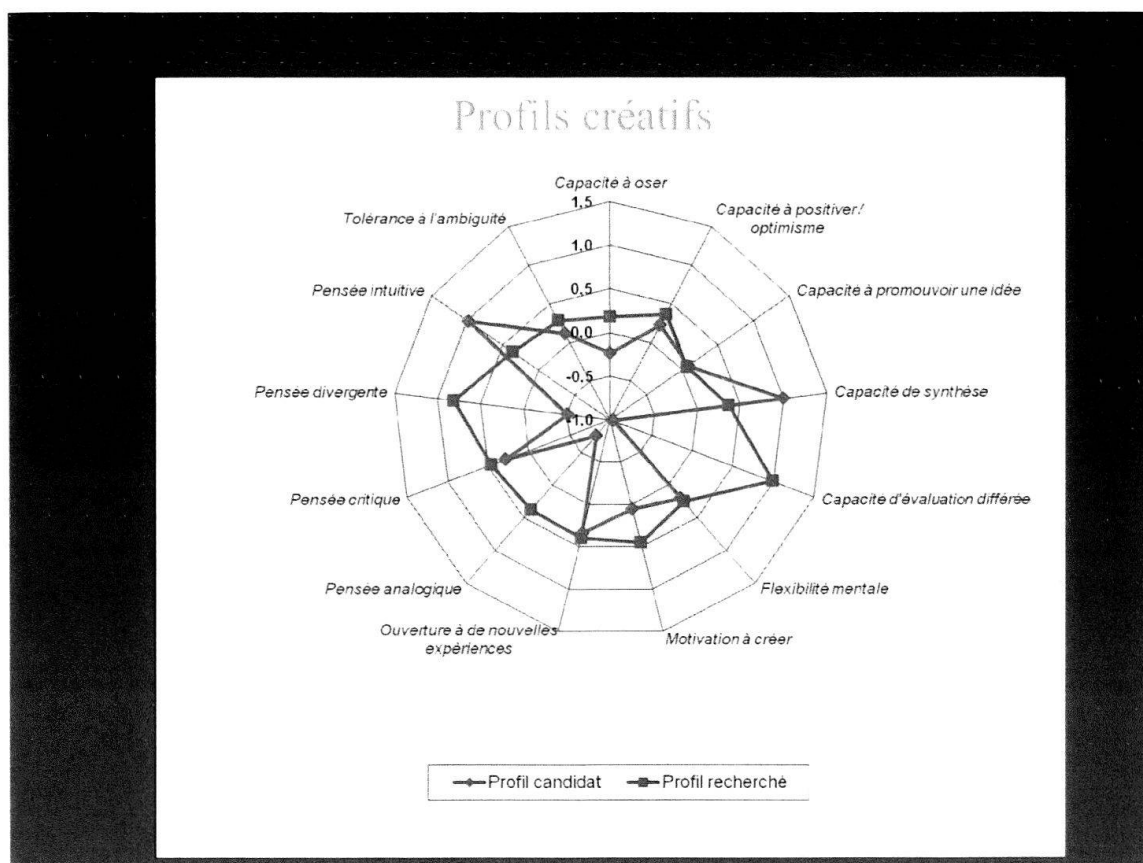 Profils créatifs
Capacité à oser
Capacité à positiver/
optimisme
Capacité à promouvoir une idée
Capacité de synthèse
Capacité d'évaluation différée
Flexibilité mentale
Motivation à créer
Ouverture à de nouvelles
expériences
Pensée analogique
Pensée critique
Pensée divergente
Pensée intuitive
Tolérance à l'ambiguité
1,5
1,0
0,5
0,0
-0,5
-1,0
Profil candidat
Profil recherché